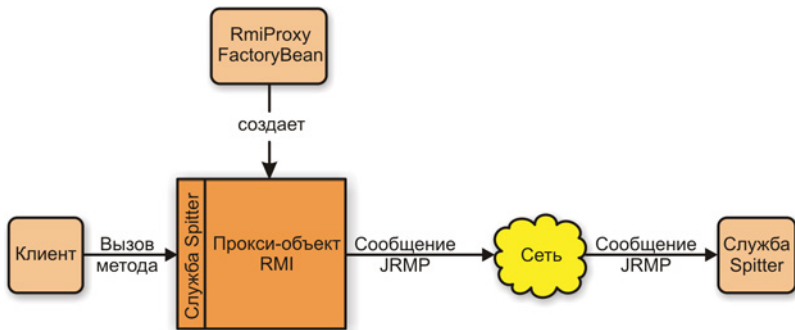 RmiProxy
FactoryBean
создает
Клиент
Вызов
метода
Служба Spitter
Прокси-объект
RMI
Сообщение
JRMP
Сеть
Сообщение
JRMP
Служба
Spitter